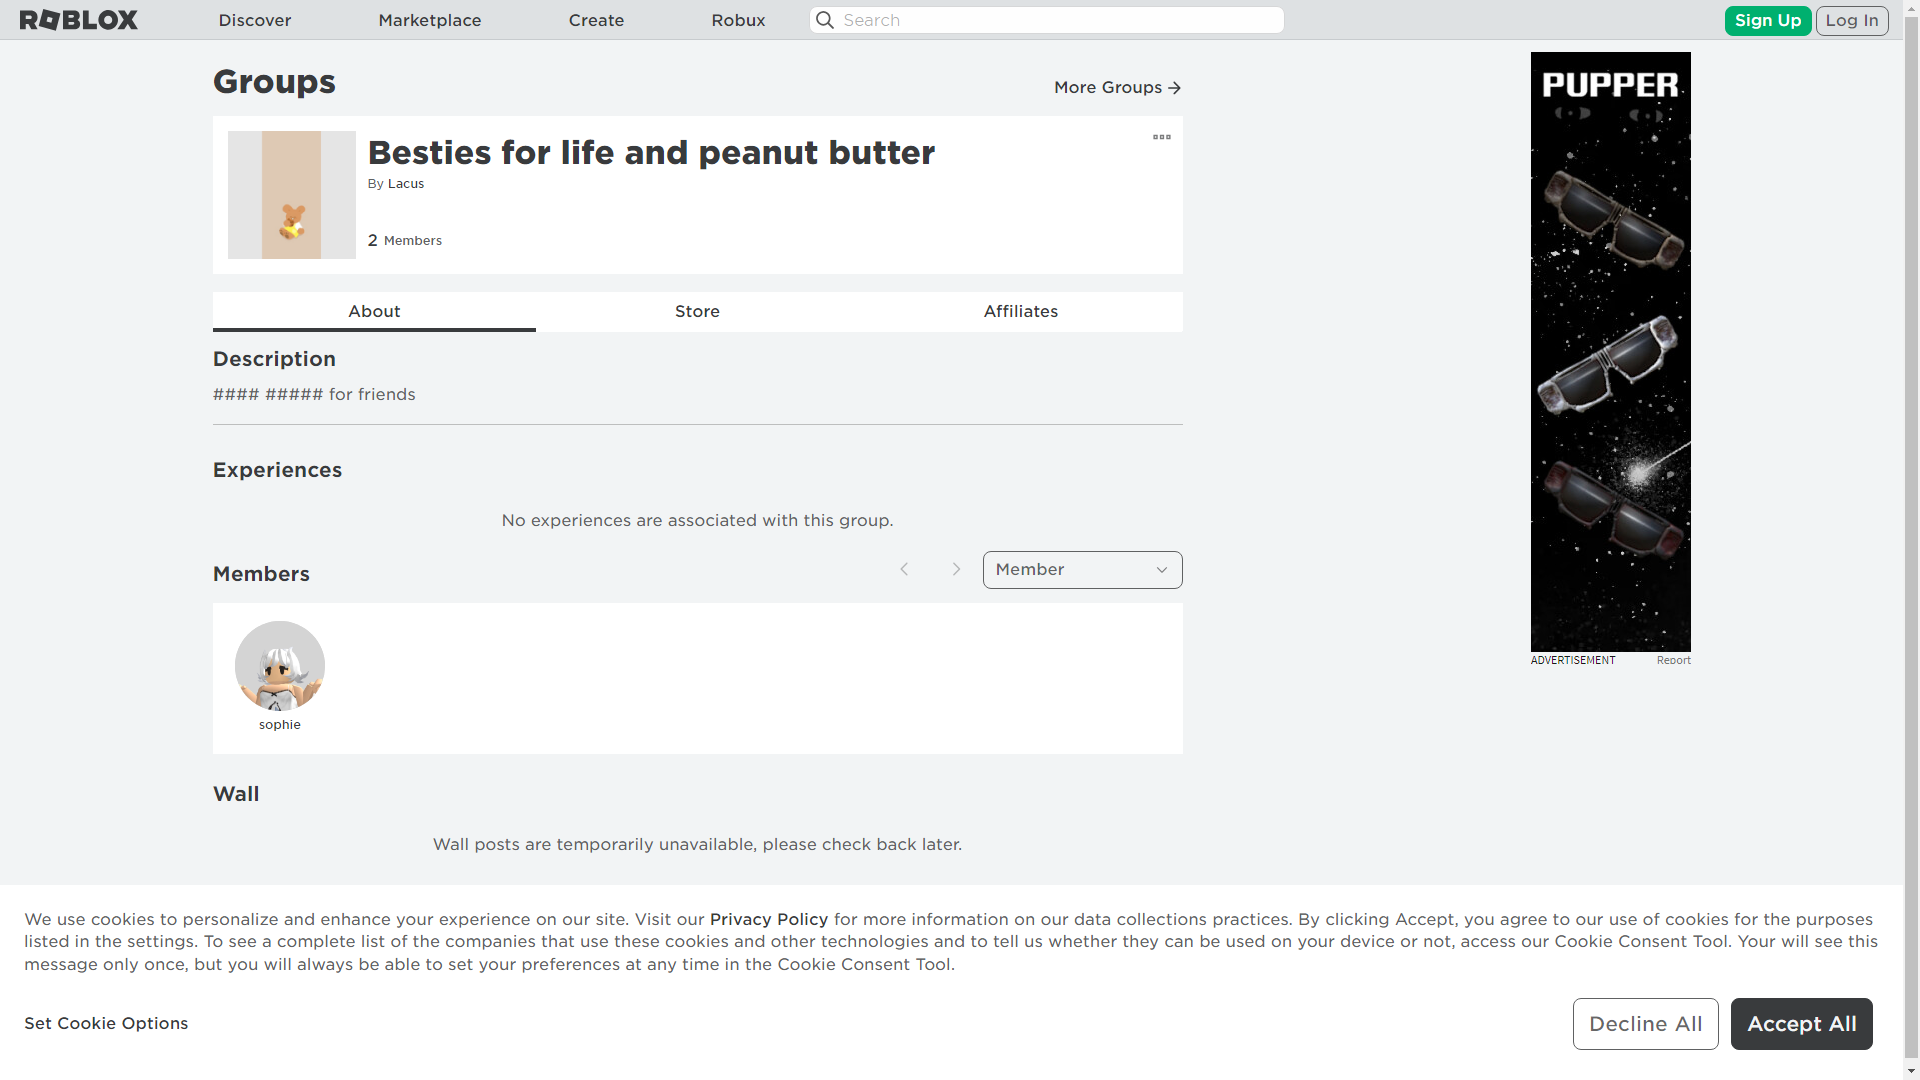 ROBLOX
Discover
Marketplace
Create
Robux
Search
Sign Up
Log In
Groups
More Groups
Besties for life and peanut butter
By Lacus
2 Members
About
Store
Affiliates
Description
#### ##### for friends
Experiences
No experiences are associated with this group.
Members
Member
sophie
Wall
Wall posts are temporarily unavailable, please check back later.
PUPPER
ADVERTISEMENT
Report
We use cookies to personalize and enhance your experience on our site. Visit our Privacy Policy for more information on our data collections practices. By clicking Accept, you agree to our use of cookies for the purposes
listed in the settings. To see a complete list of the companies that use these cookies and other technologies and to tell us whether they can be used on your device or not, access our Cookie Consent Tool. Your will see this
message only once, but you will always be able to set your preferences at any time in the Cookie Consent Tool.
Set Cookie Options
Decline All
Accept All